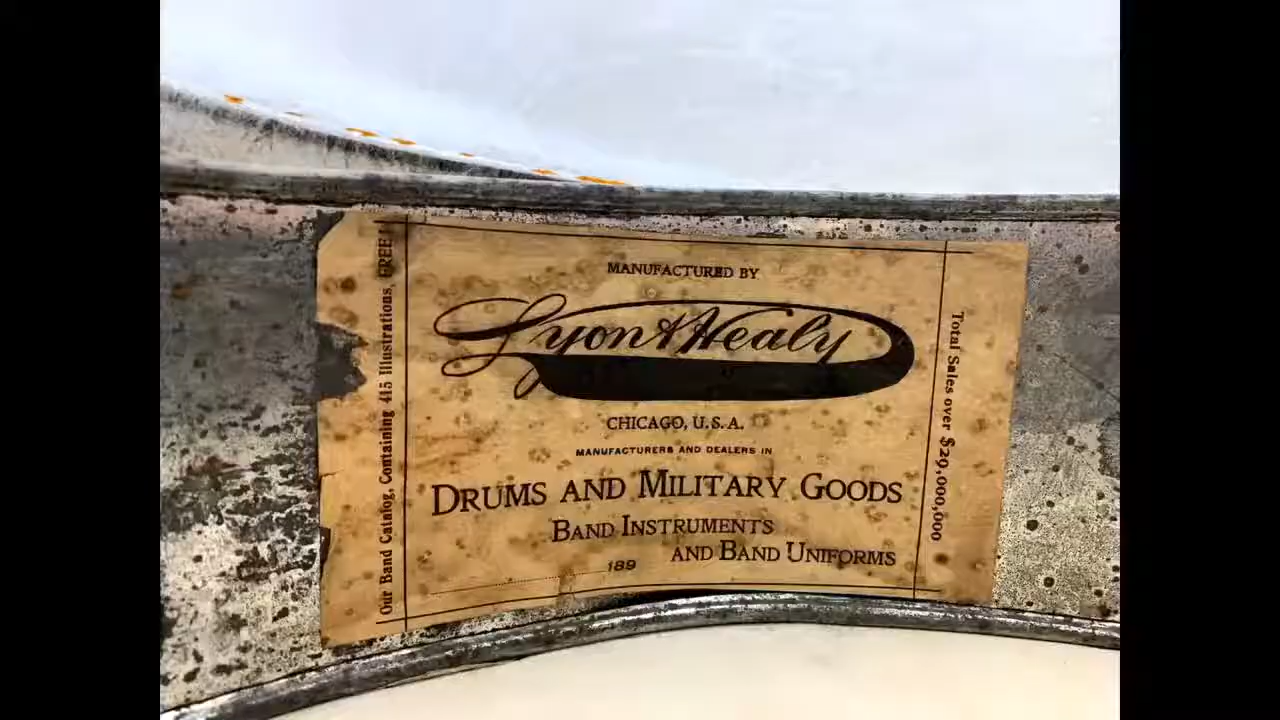 MANUFACTURED BY
Lyon & Healy
CHICAGO, U.S.A.
MANUFACTURERS AND DEALERS IN
DRUMS AND MILITARY GOODS
BAND INSTRUMENTS
AND BAND UNIFORMS
189
Our Band Catalog, Containing 415 Illustrations, FREE!
Total Sales over $29,000,000